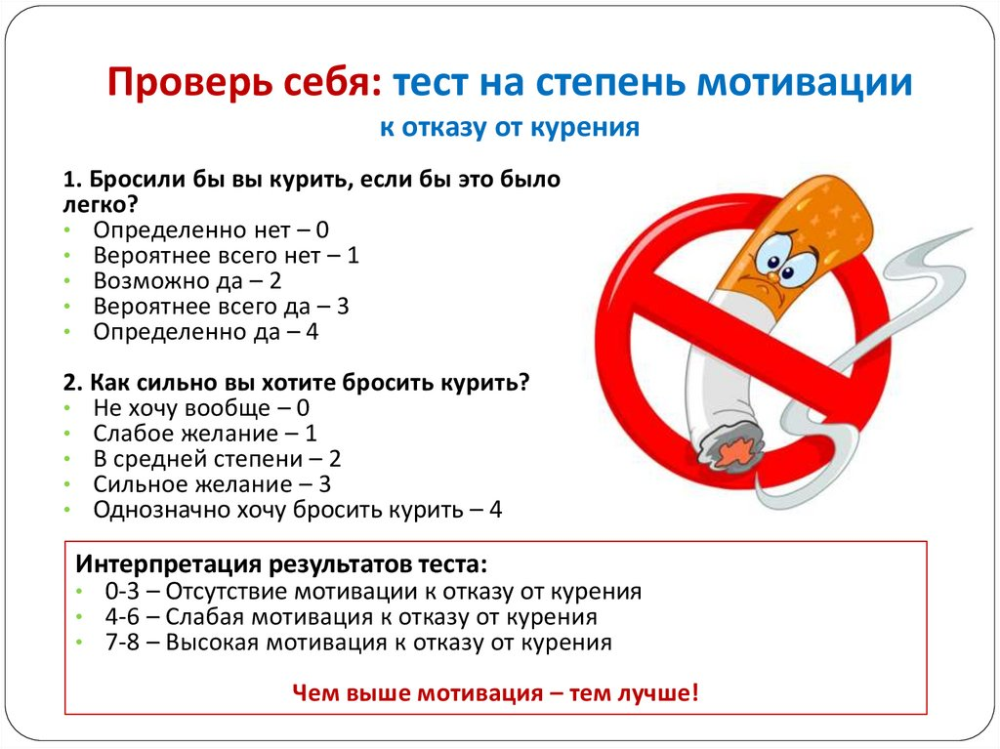 Проверь себя: тест на степень мотивации
к отказу от курения
1. Бросили бы вы курить, если бы это было
легко?
• Определенно нет – 0
• Вероятнее всего нет – 1
• Возможно да – 2
• Вероятнее всего да – 3
• Определенно да – 4
2. Как сильно вы хотите бросить курить?
• Не хочу вообще – 0
• Слабое желание – 1
• В средней степени – 2
• Сильное желание – 3
• Однозначно хочу бросить курить – 4
Интерпретация результатов теста:
• 0-3 – Отсутствие мотивации к отказу от курения
• 4-6 – Слабая мотивация к отказу от курения
• 7-8 – Высокая мотивация к отказу от курения
Чем выше мотивация – тем лучше!